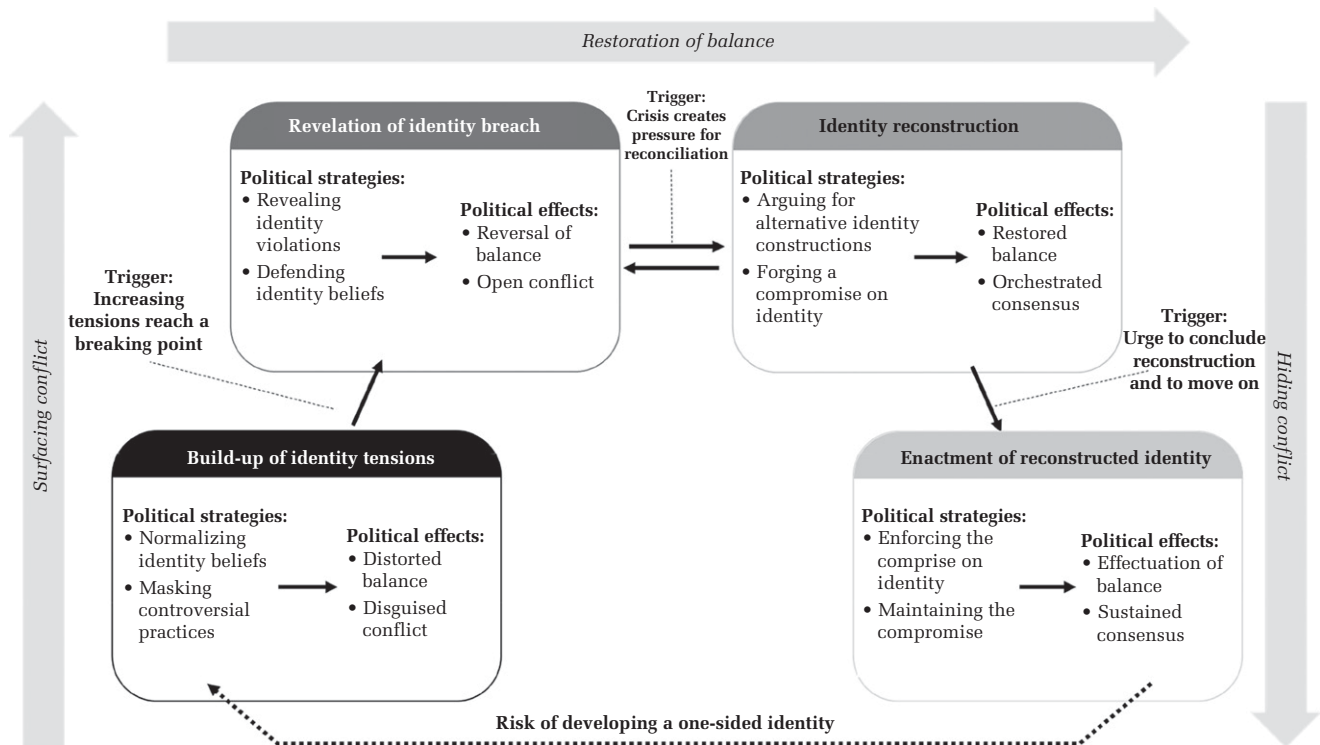 Restoration of balance
Surfacing conflict
Trigger:
Increasing
tensions reach a
breaking point
Revelation of identity breach
Political strategies:
• Revealing
identity
violations
• Defending
identity beliefs
Political effects:
• Reversal of
balance
• Open conflict
Trigger:
Crisis creates
pressure for
reconciliation
Identity reconstruction
Political strategies:
• Arguing for
alternative identity
constructions
• Forging a
compromise on
identity
Political effects:
• Restored
balance
• Orchestrated
consensus
Trigger:
Urge to conclude
reconstruction
and to move on
Hiding conflict
Build-up of identity tensions
Political strategies:
• Normalizing
identity beliefs
• Masking
controversial
practices
Political effects:
• Distorted
balance
• Disguised
conflict
Enactment of reconstructed identity
Political strategies:
• Enforcing the
comprise on
identity
• Maintaining the
compromise
Political effects:
• Effectuation of
balance
• Sustained
consensus
Risk of developing a one-sided identity